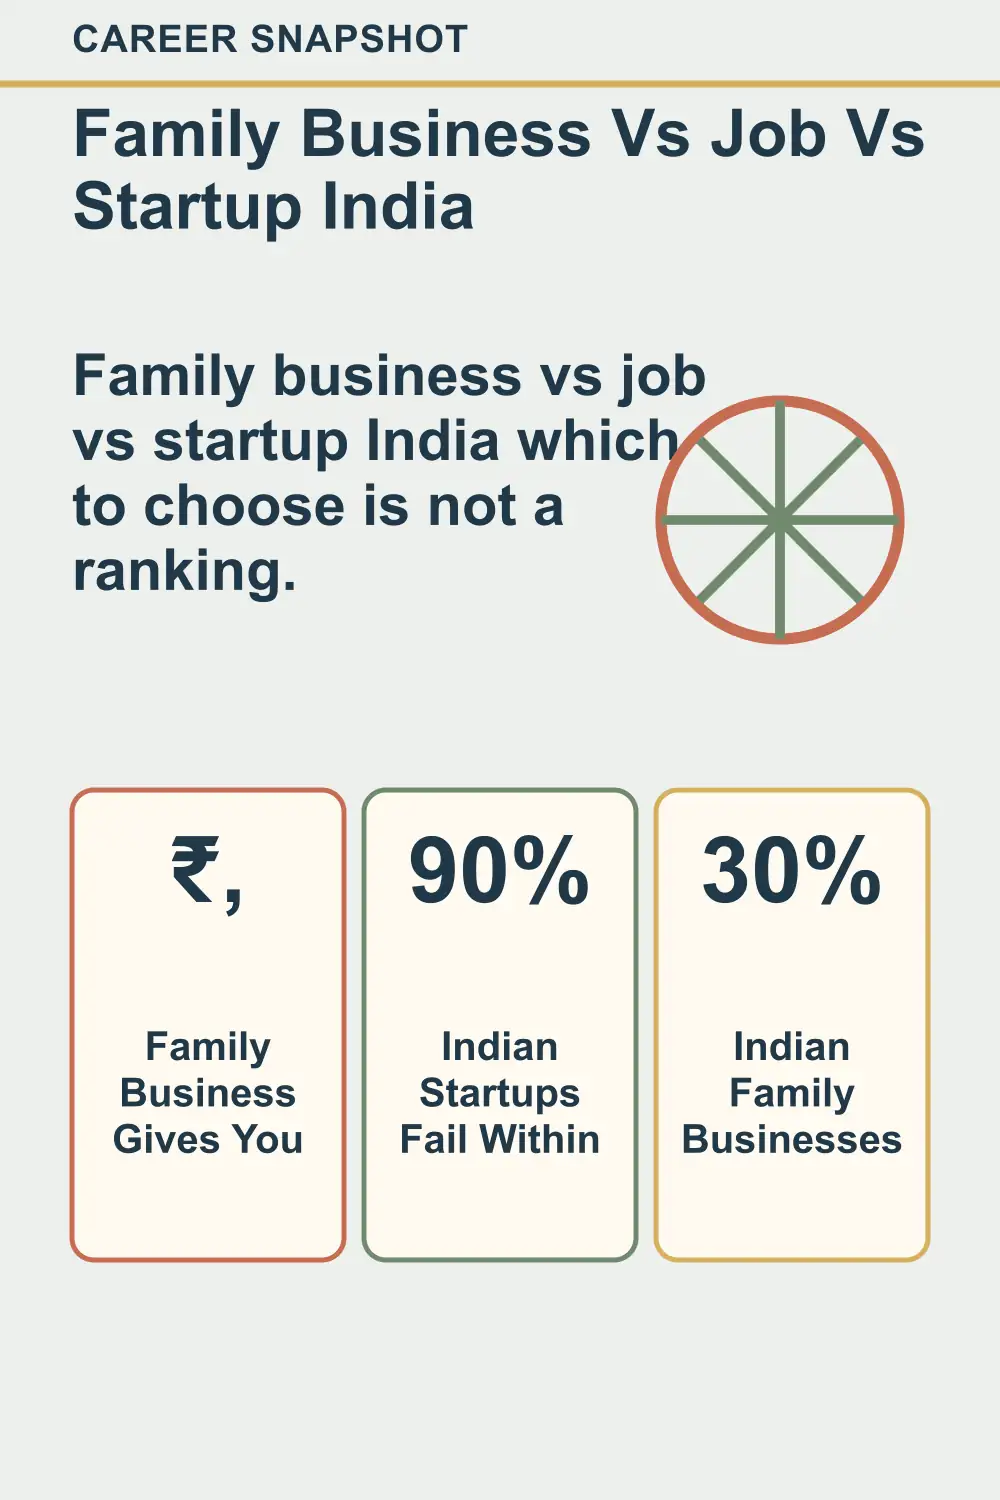 CAREER SNAPSHOT
Family Business Vs Job Vs
Startup India
Family business vs job
vs startup India which
to choose is not a
ranking.
₹,
Family
Business
Gives You
90%
Indian
Startups
Fail Within
30%
Indian
Family
Businesses